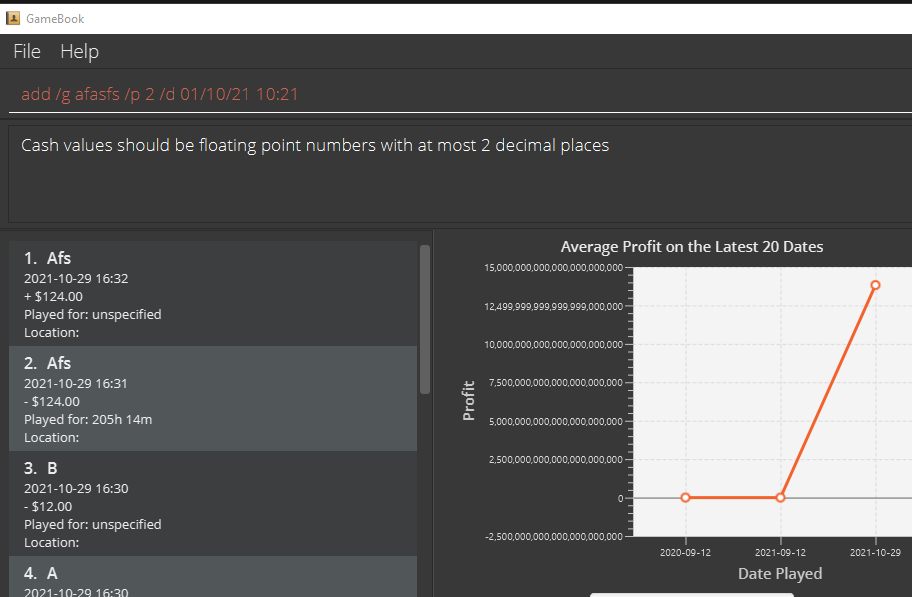 GameBook
File Help
add /g afasfs /p 2 /d 01/10/21 10:21
Cash values should be floating point numbers with at most 2 decimal places
1. Afs
2021-10-29 16:32
+ $124.00
Played for: unspecified
Location:
2. Afs
2021-10-29 16:31
- $124.00
Played for: 205h 14m
Location:
3. B
2021-10-29 16:30
- $12.00
Played for: unspecified
Location:
4. A
2021-10-29 16:30
Average Profit on the Latest 20 Dates
15,000,000,000,000,000,000,000
12,499,999,999,999,999,000,000
10,000,000,000,000,000,000,000
7,500,000,000,000,000,000,000
5,000,000,000,000,000,000,000
2,500,000,000,000,000,000,000
0
-2,500,000,000,000,000,000,000
Profit
2020-09-12 2021-09-12 2021-10-29
Date Played